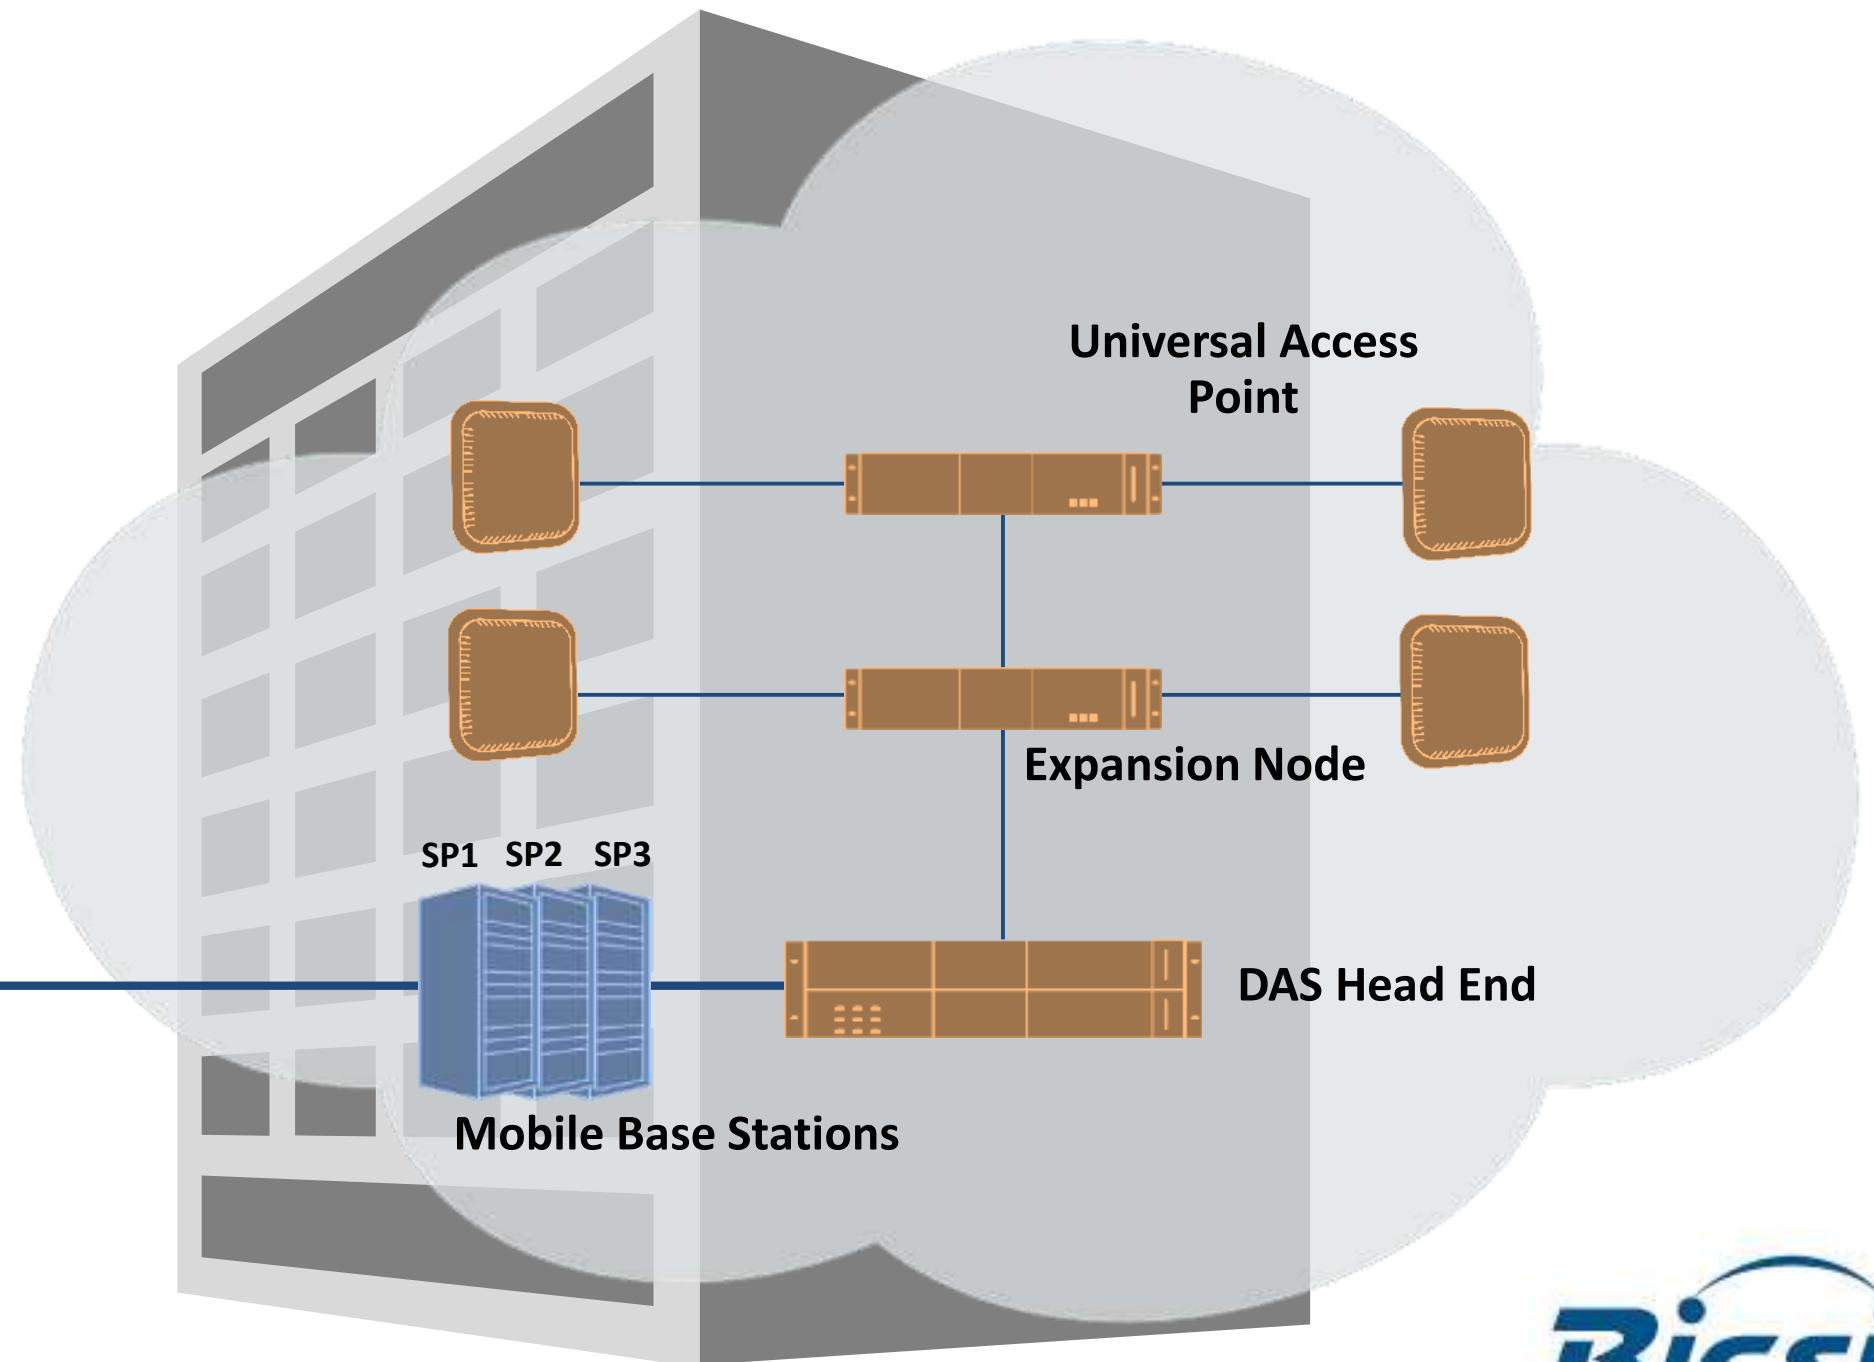 Universal Access
Point
Expansion Node
SP1 SP2 SP3
DAS Head End
Mobile Base Stations